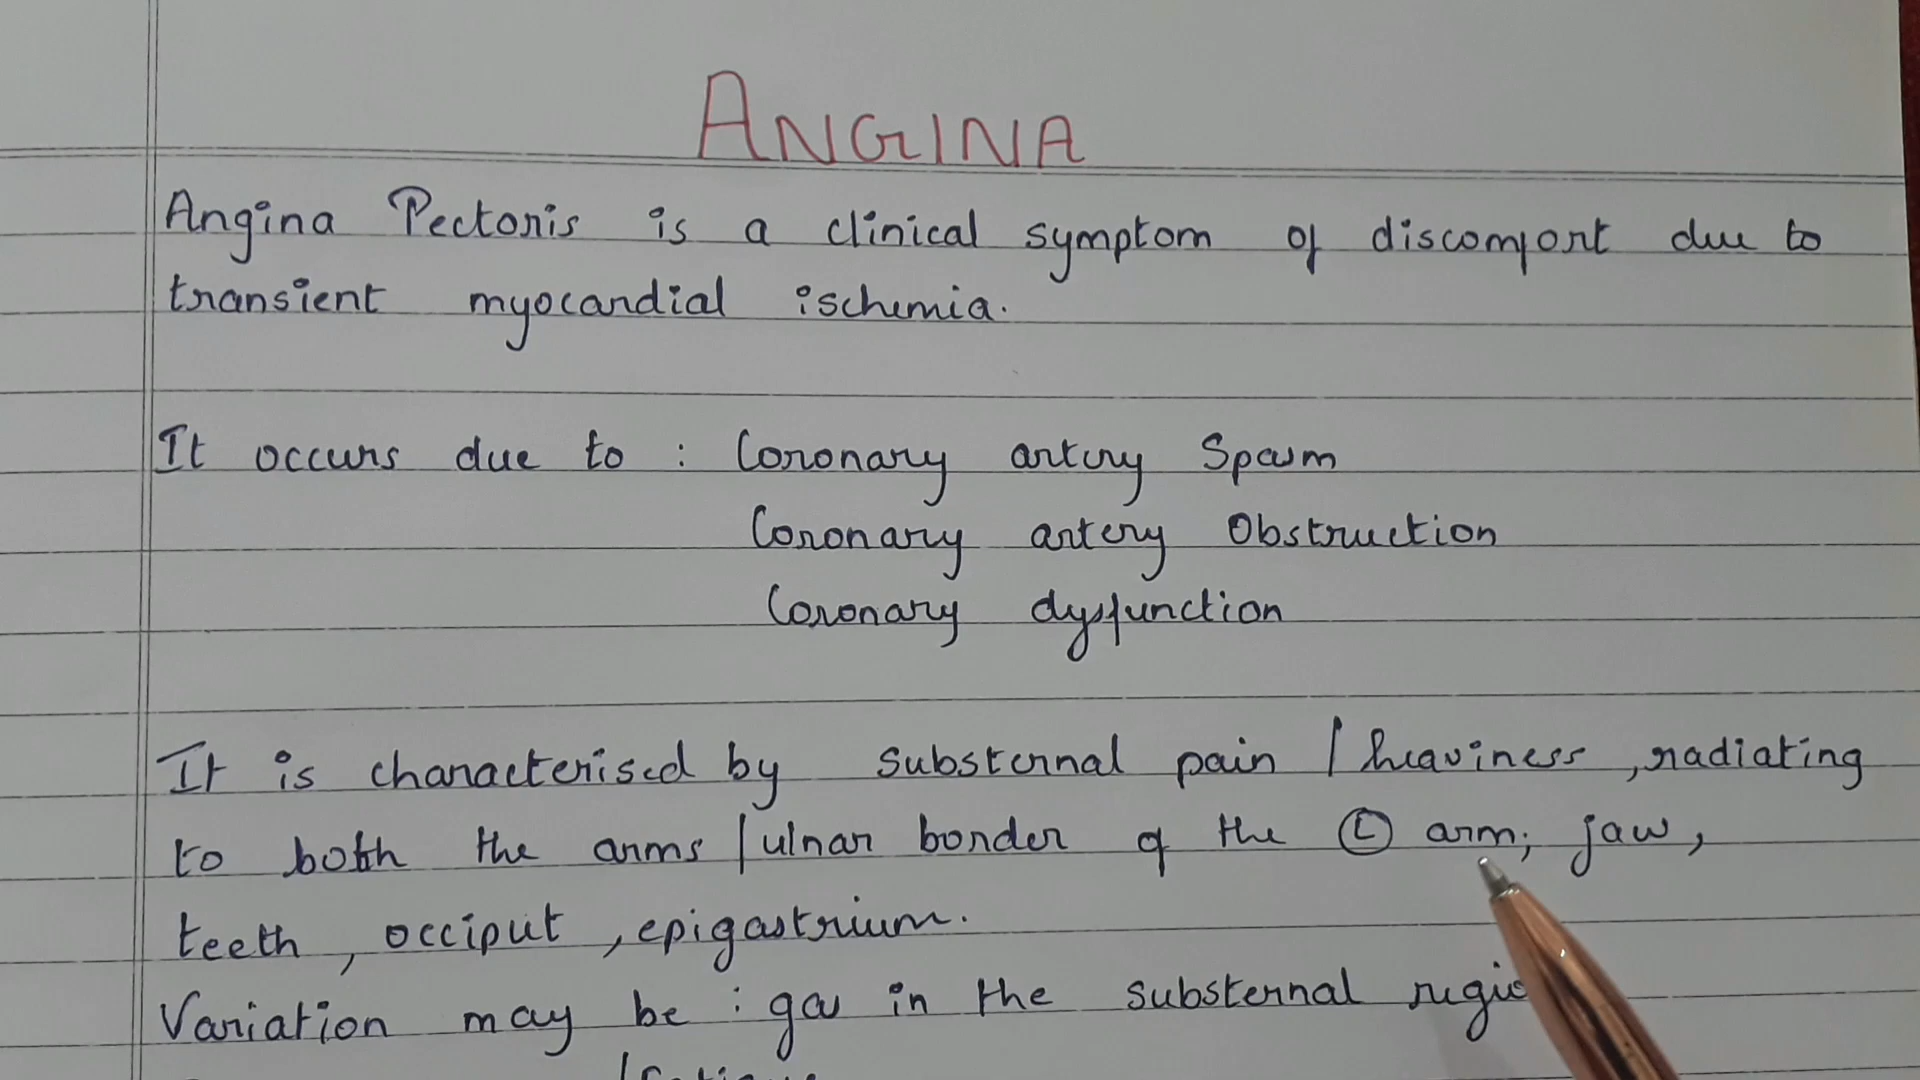 ANGINA
Angina Pectoris is a clinical symptom of discomfort due to
transient myocardial ischemia.
It occurs due to : Coronary artery Spasm
Coronary artery Obstruction
Coronary dysfunction
It is characterised by substernal pain / heaviness , radiating
to both the arms / ulnar border of the Ⓛ arm, jaw,
teeth , occiput , epigastrium.
Variation may be : gas in the substernal